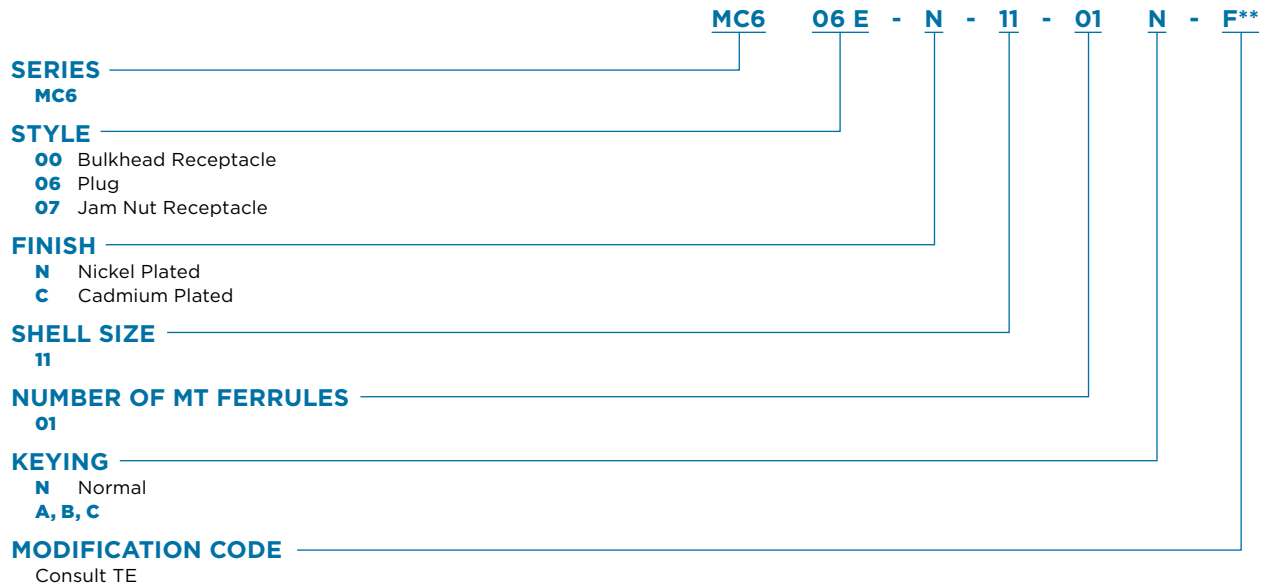 MC6 06 E - N - 11 - 01 N - F**
SERIES
MC6
STYLE
00 Bulkhead Receptacle
06 Plug
07 Jam Nut Receptacle
FINISH
N Nickel Plated
C Cadmium Plated
SHELL SIZE
11
NUMBER OF MT FERRULES
01
KEYING
N Normal
A, B, C
MODIFICATION CODE
Consult TE